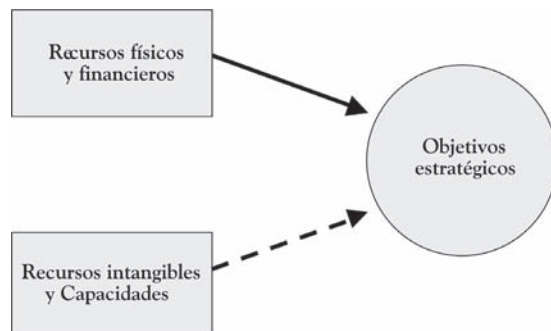 Recursos físicos
y financieros
Objetivos
estratégicos
Recursos intangibles
y Capacidades